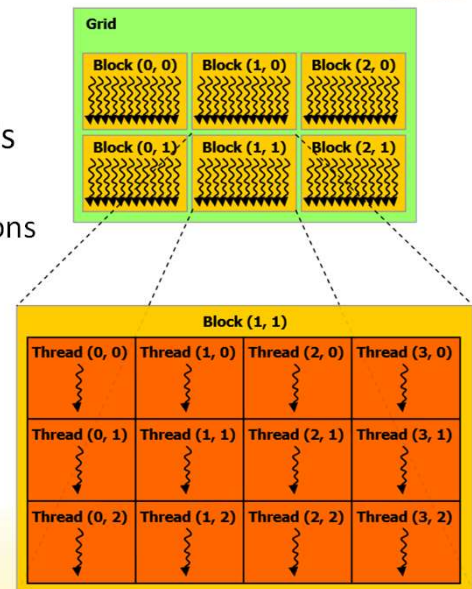 Grid
Block (0, 0) Block (1, 0) Block (2, 0)
s
Block (0, 1) Block (1, 1) Block (2, 1)
ons
Block (1, 1)
Thread (0, 0) Thread (1, 0) Thread (2, 0) Thread (3, 0)
Thread (0, 1) Thread (1, 1) Thread (2, 1) Thread (3, 1)
Thread (0, 2) Thread (1, 2) Thread (2, 2) Thread (3, 2)